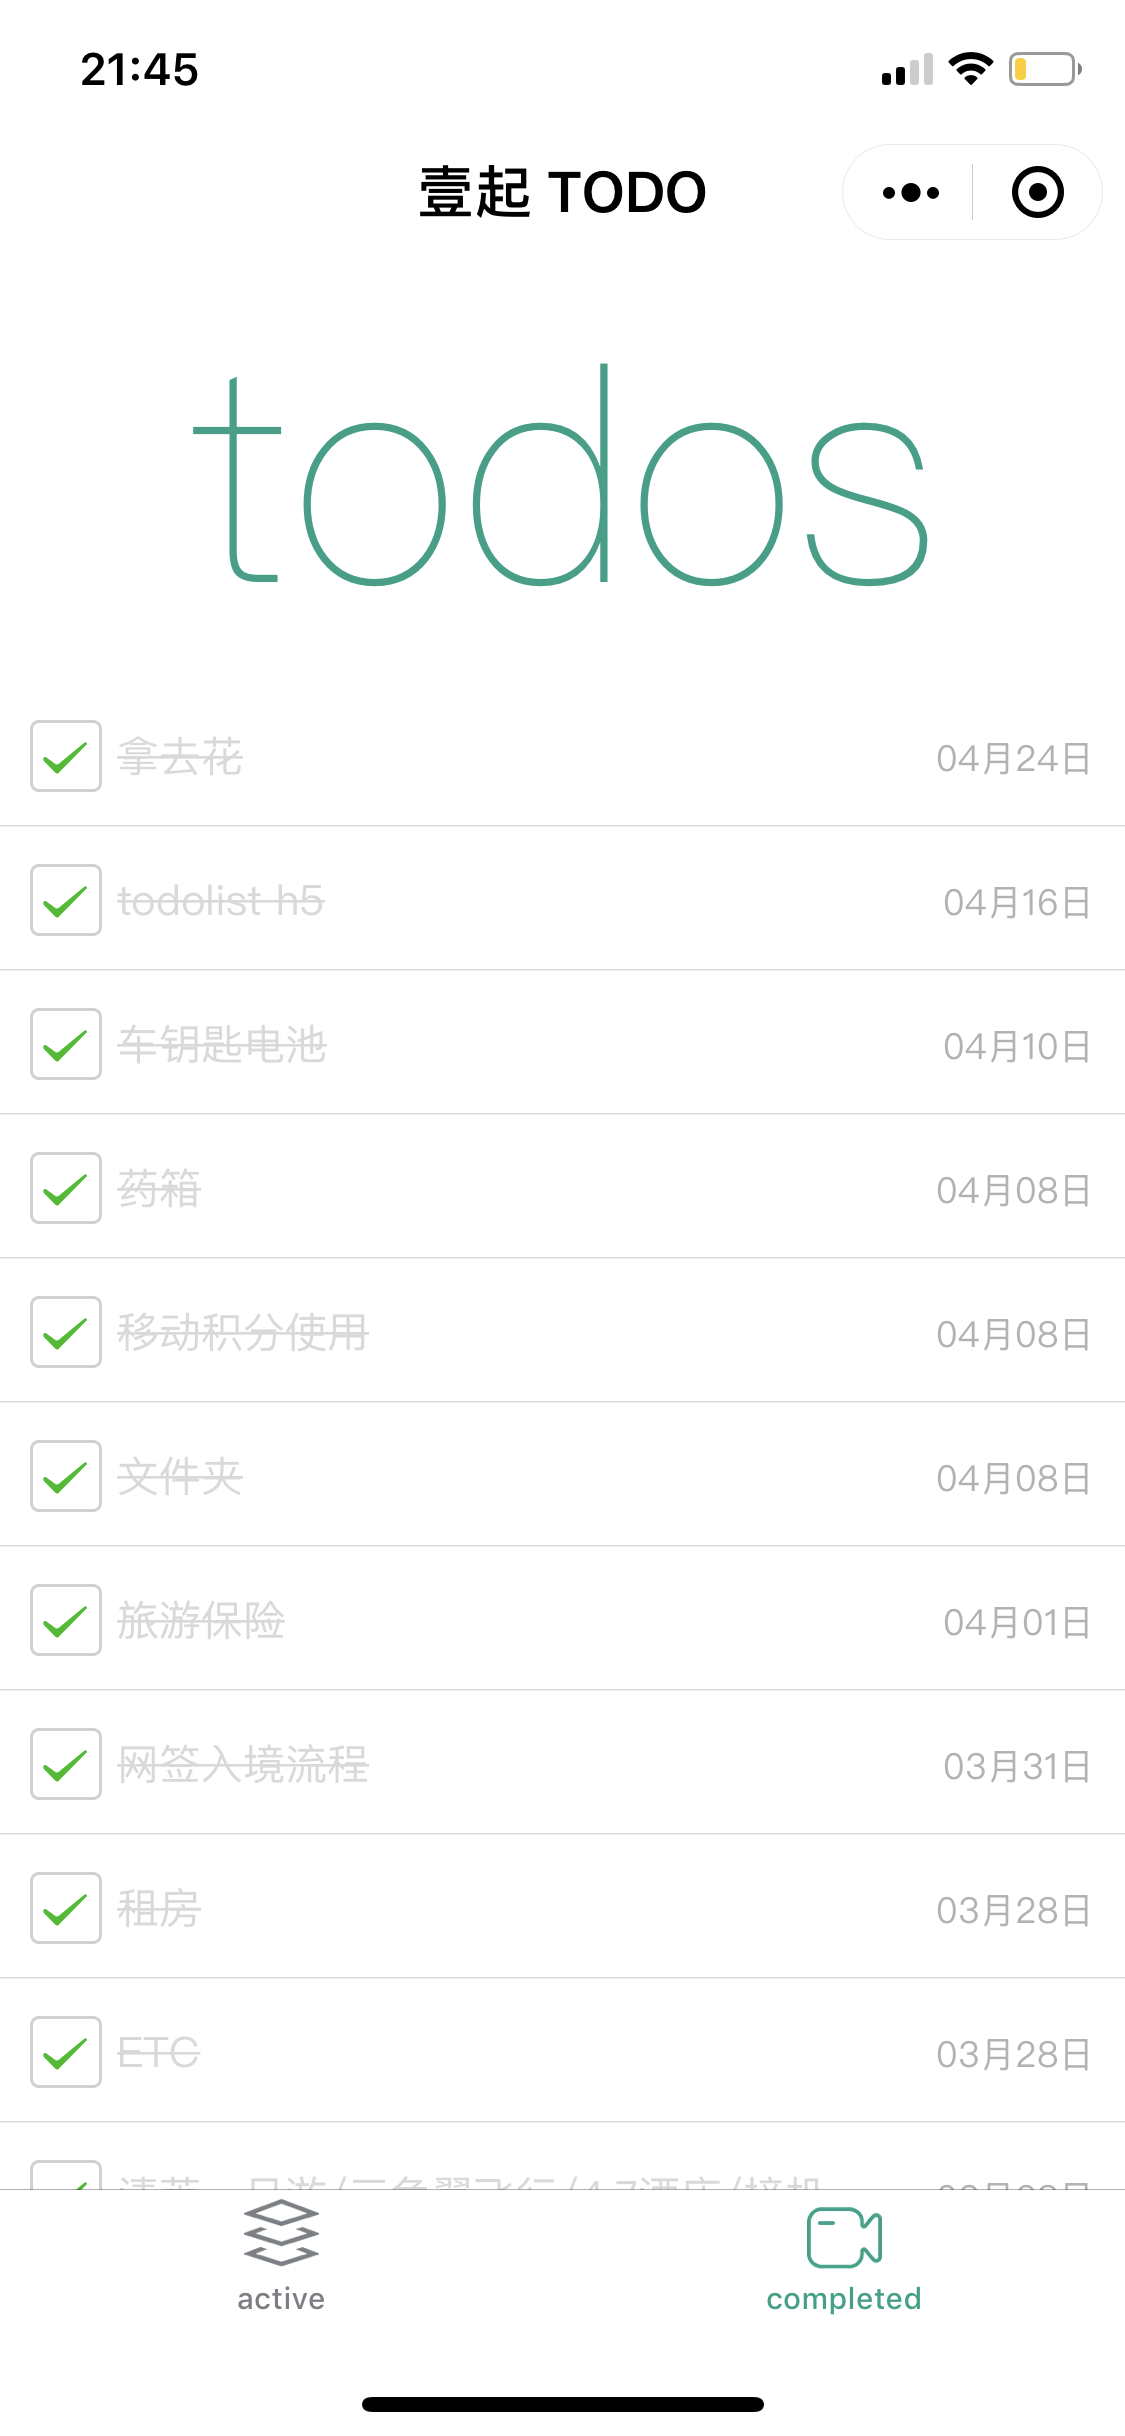 21:45
壹起 TODO
todos
拿去花 04月24日
todolist h5 04月16日
车钥匙电池 04月10日
药箱 04月08日
移动积分使用 04月08日
文件夹 04月08日
旅游保险 04月01日
网签入境流程 03月31日
租房 03月28日
ETC 03月28日
active completed